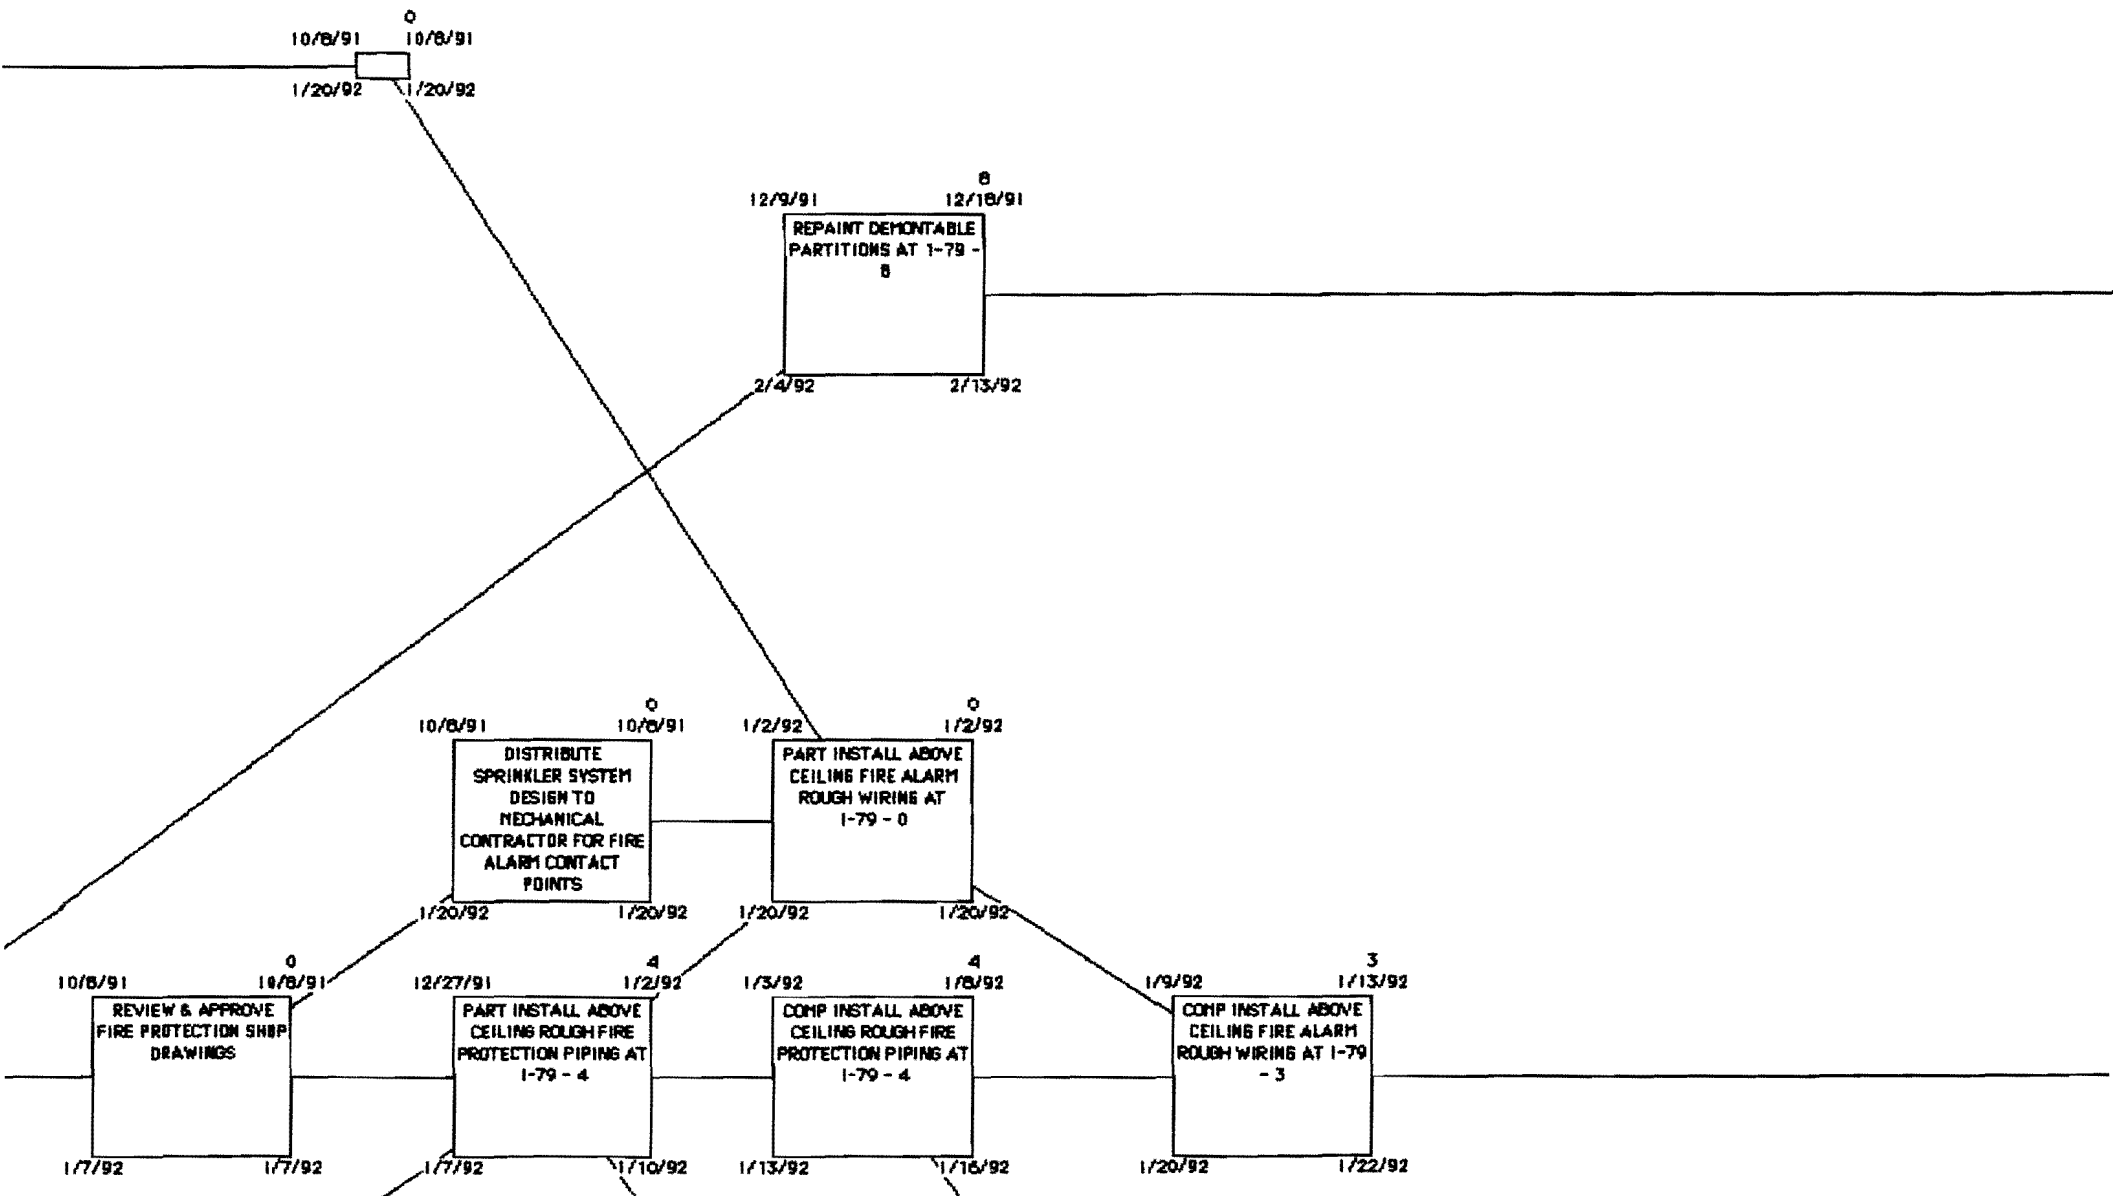 0
10/8/91 10/8/91
1/20/92 1/20/92
8
12/9/91 12/18/91
REPAINT DEMONTABLE
PARTITIONS AT 1-79 -
8
2/4/92 2/13/92
0
10/8/91 10/8/91
DISTRIBUTE
SPRINKLER SYSTEM
DESIGN TO
MECHANICAL
CONTRACTOR FOR FIRE
ALARM CONTACT
POINTS
1/20/92 1/20/92
0
1/2/92 1/2/92
PART INSTALL ABOVE
CEILING FIRE ALARM
ROUGH WIRING AT
1-79 - 0
1/20/92 1/20/92
0
10/8/91 10/8/91
REVIEW & APPROVE
FIRE PROTECTION SHOP
DRAWINGS
1/7/92 1/7/92
4
12/27/91 1/2/92
PART INSTALL ABOVE
CEILING ROUGH FIRE
PROTECTION PIPING AT
1-79 - 4
1/7/92 1/10/92
4
1/3/92 1/8/92
COMP INSTALL ABOVE
CEILING ROUGH FIRE
PROTECTION PIPING AT
1-79 - 4
1/13/92 1/16/92
3
1/9/92 1/13/92
COMP INSTALL ABOVE
CEILING FIRE ALARM
ROUGH WIRING AT 1-79
- 3
1/20/92 1/22/92